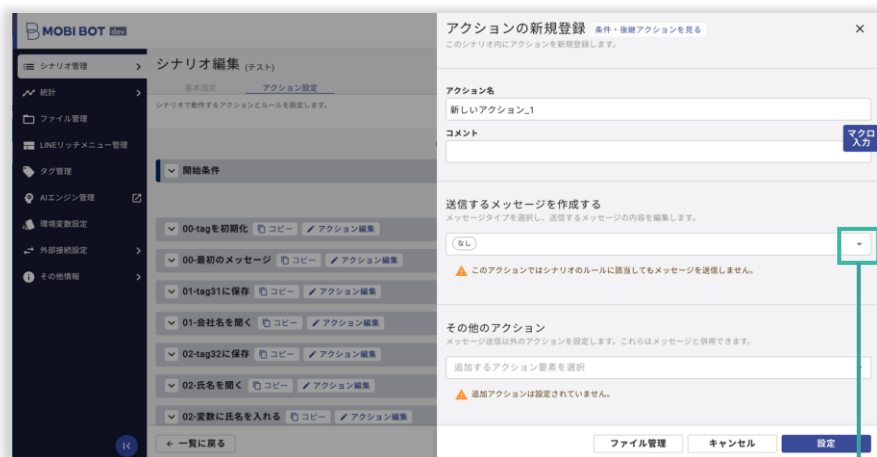 MOBI BOT dev
シナリオ管理
統計
ファイル管理
LINEリッチメニュー管理
タグ管理
AIエンジン管理
環境変数設定
外部接続設定
その他情報
シナリオ編集 (テスト)
基本設定 アクション設定
シナリオで動作するアクションとルールを設定します。
開始条件
00-tagを初期化 コピー アクション編集
00-最初のメッセージ コピー アクション編集
01-tag31に保存 コピー アクション編集
01-会社名を聞く コピー アクション編集
02-tag32に保存 コピー アクション編集
02-氏名を聞く コピー アクション編集
02-変数に氏名を入れる コピー アクション編集
← 一覧に戻る
アクションの新規登録 条件・後継アクションを見る
このシナリオ内にアクションを新規登録します。
アクション名
新しいアクション_1
コメント
マクロ
入力
送信するメッセージを作成する
メッセージタイプを選択し、送信するメッセージの内容を編集します。
なし
このアクションではシナリオのルールに該当してもメッセージを送信しません。
その他のアクション
メッセージ送信以外のアクションを設定します。これらはメッセージと併用できます。
追加するアクション要素を選択
追加アクションは設定されていません。
ファイル管理 キャンセル 設定